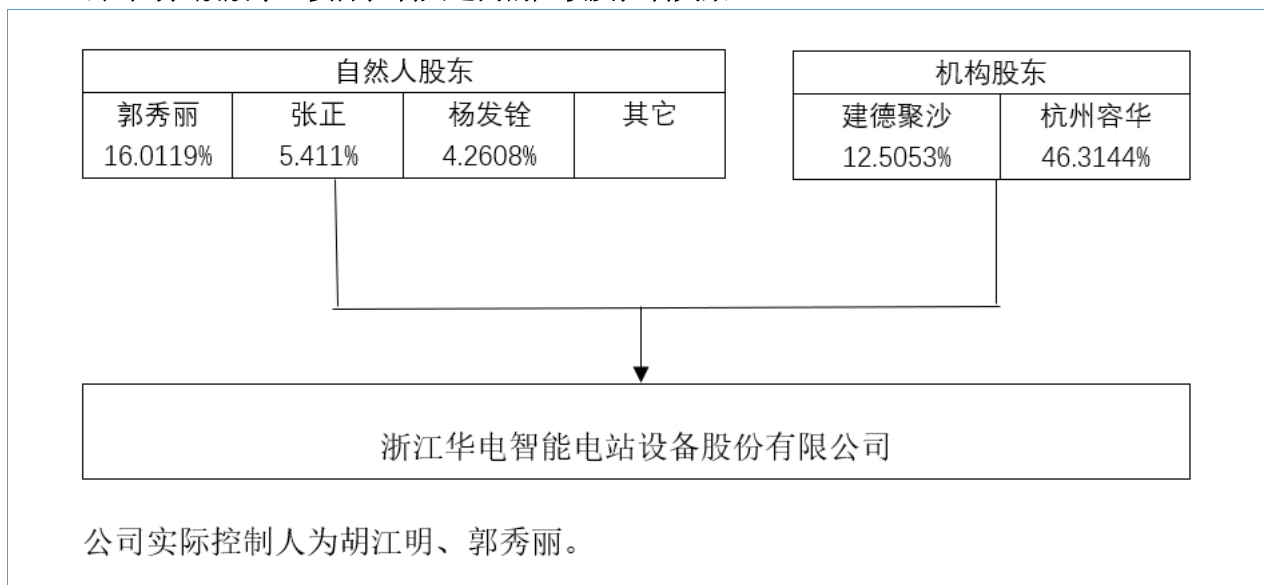 自然人股东
机构股东
郭秀丽 张正 杨发铨 其它
16.0119% 5.411% 4.2608%
建德聚沙 杭州容华
12.5053% 46.3144%
浙江华电智能电站设备股份有限公司
公司实际控制人为胡江明、郭秀丽。